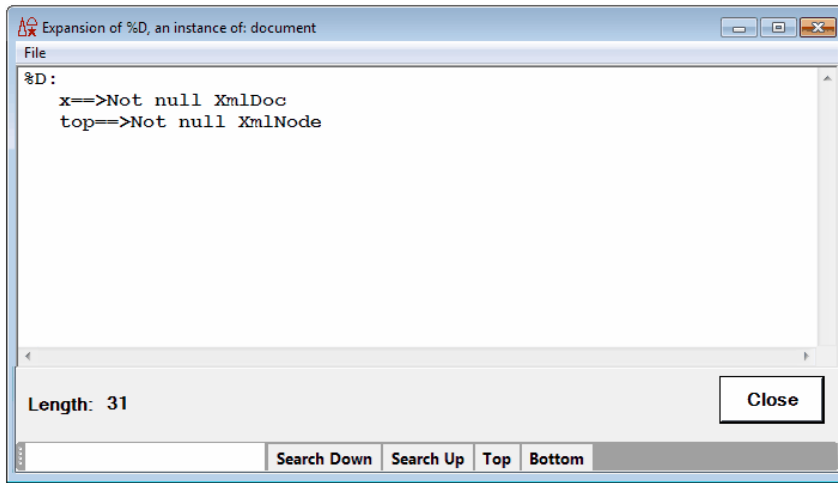 Expansion of %D, an instance of: document
File
%D:
x==>Not null XmlDoc
top==>Not null XmlNode
Length: 31
Close
Search Down Search Up Top Bottom